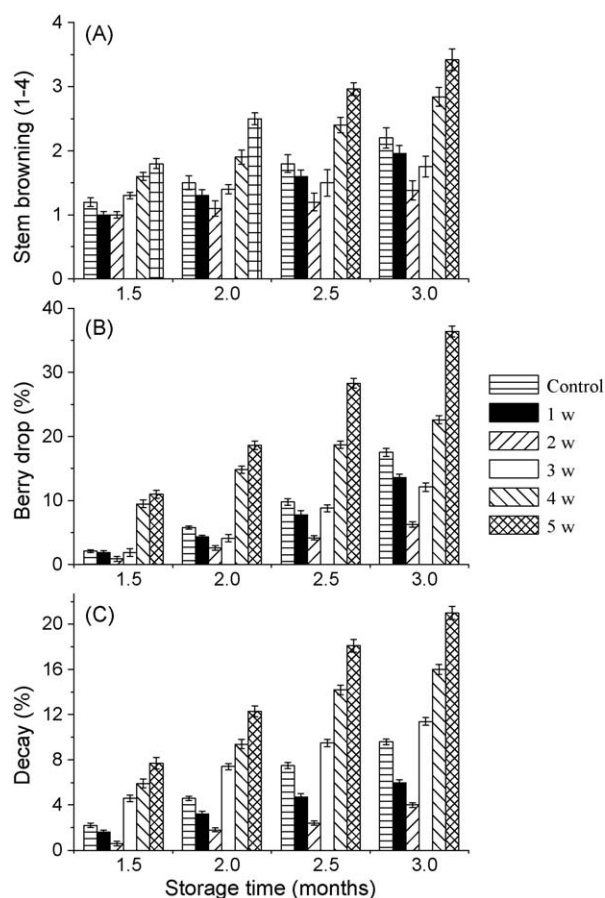 (A)
Stem browning (1-4)
4
3
2
1
0
1.5 2.0 2.5 3.0
(B)
Berry drop (%)
40
30
20
10
0
1.5 2.0 2.5 3.0
Control
1 w
2 w
3 w
4 w
5 w
(C)
Decay (%)
20
16
12
8
4
0
1.5 2.0 2.5 3.0
Storage time (months)